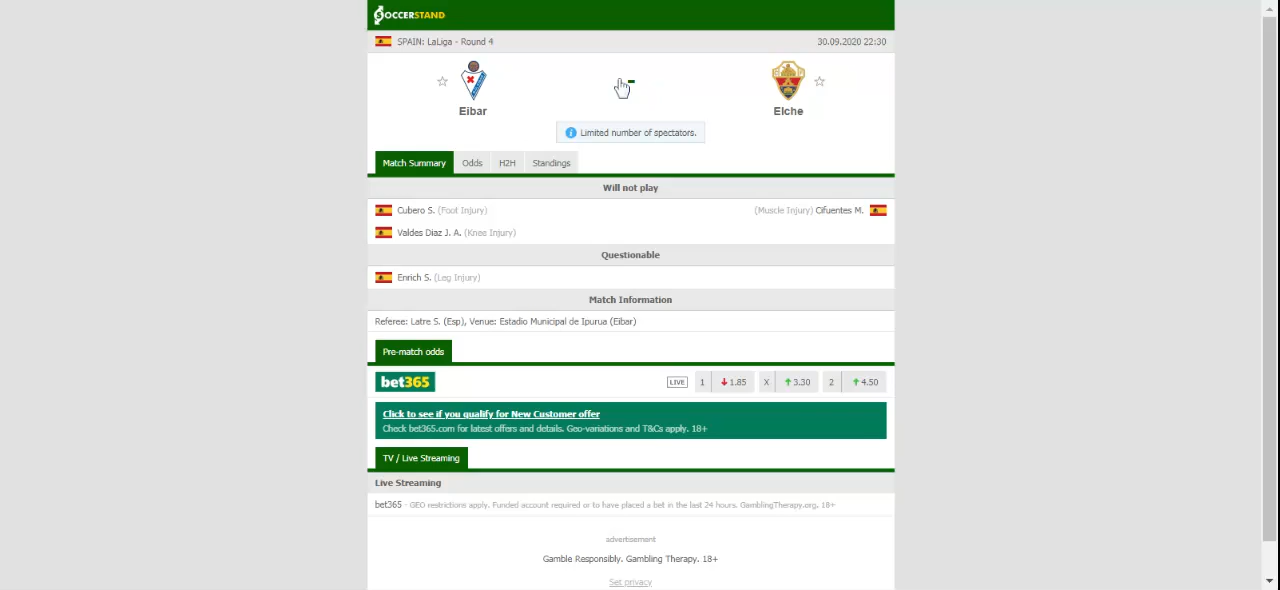 SOCCERSTAND
SPAIN: LaLiga - Round 4 30.09.2020 22:30
-
Eibar Elche
Limited number of spectators.
Match Summary Odds H2H Standings
Will not play
Cubero S. (Foot Injury) (Muscle Injury) Cifuentes M.
Valdes Diaz J. A. (Knee Injury)
Questionable
Enrich S. (Leg Injury)
Match Information
Referee: Latre S. (Esp), Venue: Estadio Municipal de Ipurua (Eibar)
Pre-match odds
bet365 LIVE 1 1.85 X 3.30 2 4.50
Click to see if you qualify for New Customer offer
Check bet365.com for latest offers and details. Geo-variations and T&Cs apply. 18+
TV / Live Streaming
Live Streaming
bet365 - GEO restrictions apply. Funded account required or to have placed a bet in the last 24 hours. GamblingTherapy.org. 18+
advertisement
Gamble Responsibly. Gambling Therapy. 18+
Set privacy